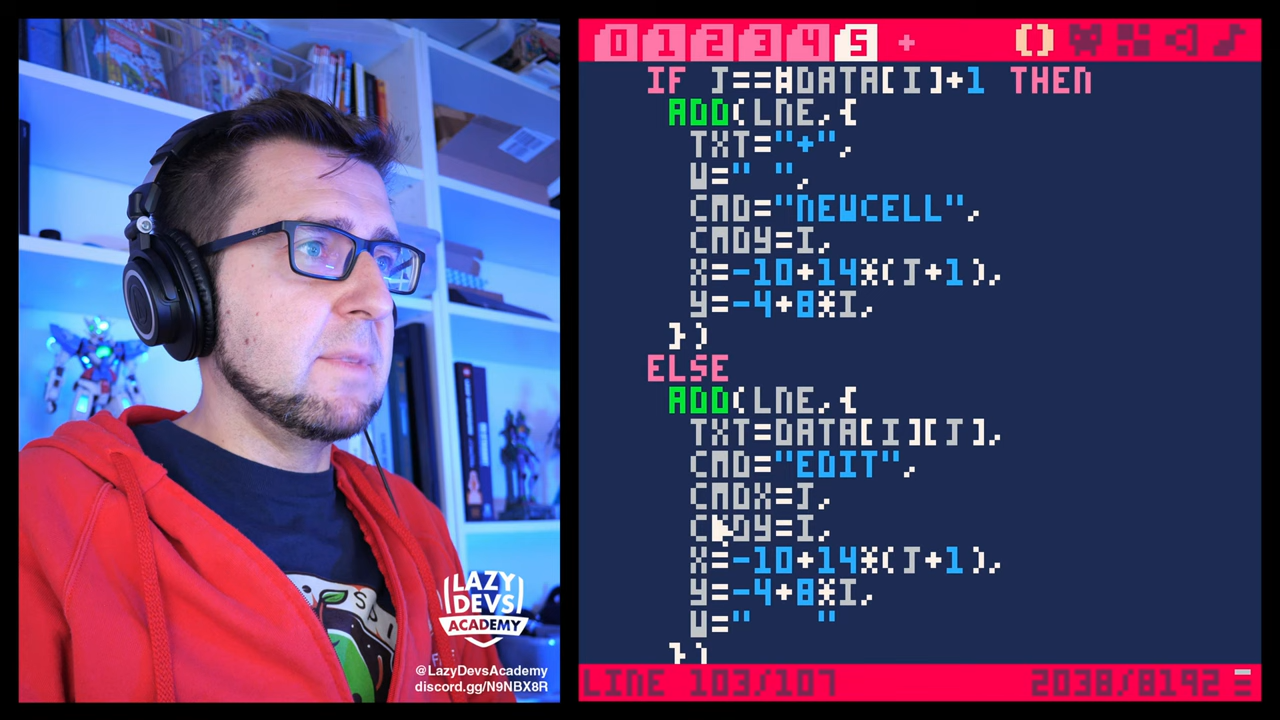 LAZY
DEVS
ACADEMY
@LazyDevsAcademy
discord.gg/N9NBX8R
0 1 2 3 4 5 + ()
IF J==#DATA[I]+1 THEN
ADD(LNE,{
TXT="+",
W=" ",
CMD="NEWCELL",
CMDY=I,
X=-10+14*(J+1),
Y=-4+8*I,
})
ELSE
ADD(LNE,{
TXT=DATA[I][J],
CMD="EDIT",
CMDX=J,
CMDY=I,
X=-10+14*(J+1),
Y=-4+8*I,
W="    "
})
LINE 103/107 2038/8192